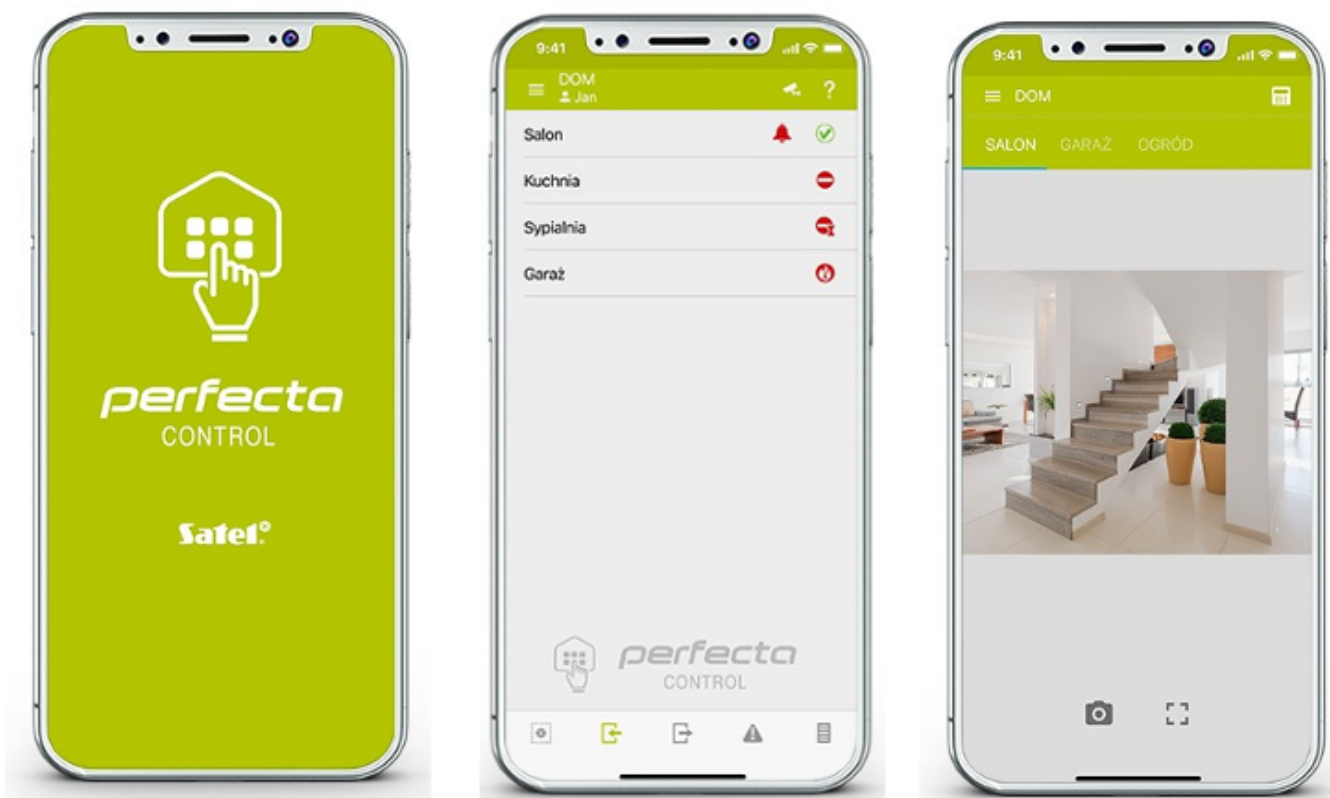 perfecta
CONTROL
Satel®
9:41
DOM
Jan
?
Salon
Kuchnia
Sypialnia
Garaż
perfecta
CONTROL
9:41
DOM
SALON GARAŻ OGRÓD